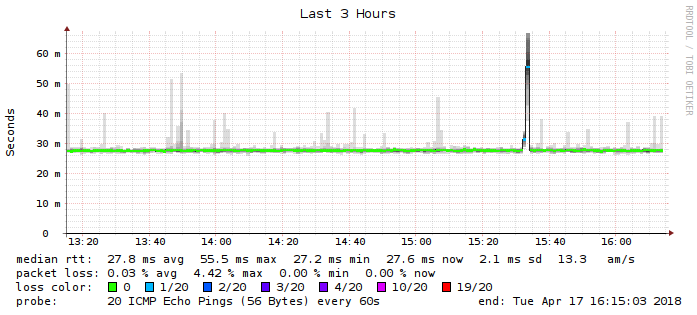 Last 3 Hours
RRDTOOL / TOBI OETIKER
Seconds
60 m
50 m
40 m
30 m
20 m
10 m
0
13:20 13:40 14:00 14:20 14:40 15:00 15:20 15:40 16:00
median rtt: 27.8 ms avg 55.5 ms max 27.2 ms min 27.6 ms now 2.1 ms sd 13.3 am/s
packet loss: 0.03 % avg 4.42 % max 0.00 % min 0.00 % now
loss color: 0 1/20 2/20 3/20 4/20 10/20 19/20
probe: 20 ICMP Echo Pings (56 Bytes) every 60s end: Tue Apr 17 16:15:03 2018